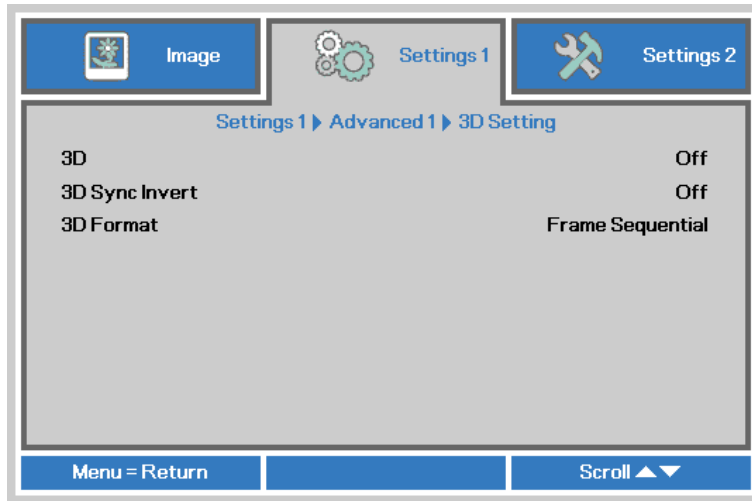 Image
Settings 1
Settings 2
Settings 1 ▶ Advanced 1 ▶ 3D Setting
3D Off
3D Sync Invert Off
3D Format Frame Sequential
Menu = Return
Scroll ▲▼